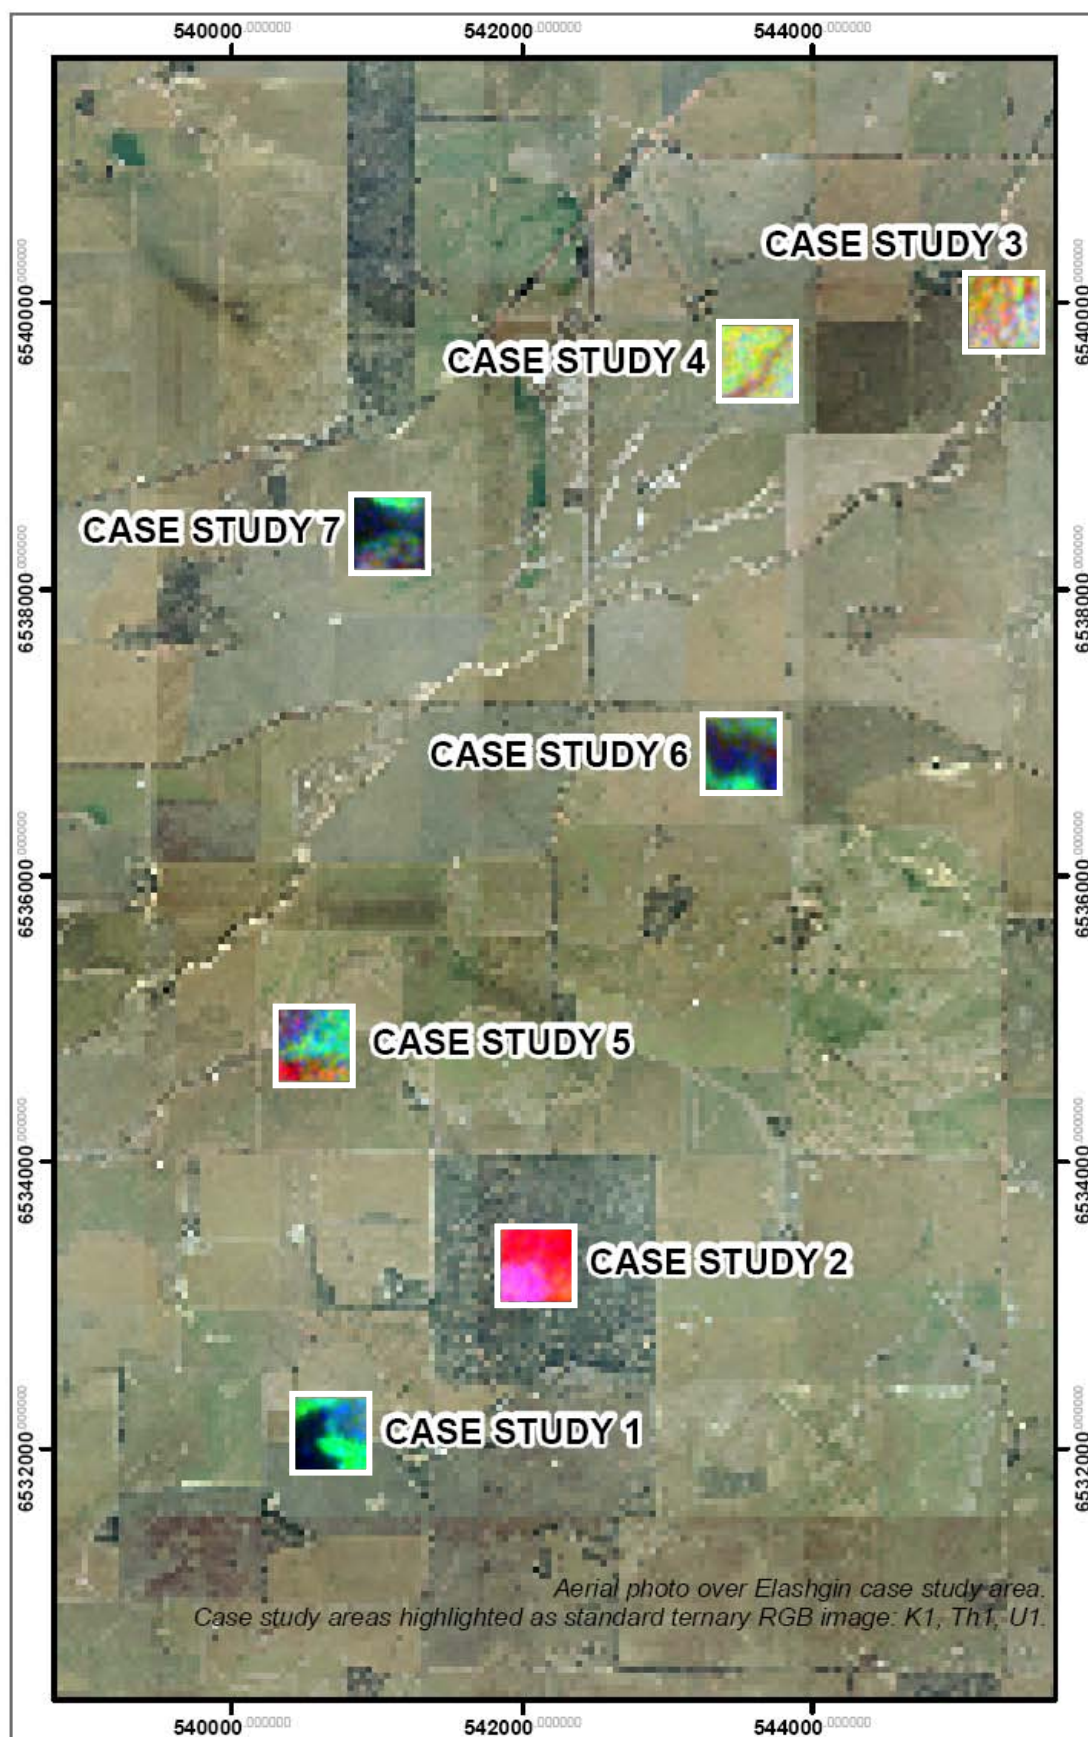 540000.000000 542000.000000 544000.000000
CASE STUDY 3
6540000.000000 6540000.000000
CASE STUDY 4
CASE STUDY 7
6538000.000000 6538000.000000
CASE STUDY 6
6536000.000000 6536000.000000
CASE STUDY 5
6534000.000000 6534000.000000
CASE STUDY 2
CASE STUDY 1
6532000.000000 6532000.000000
Aerial photo over Elashgin case study area.
Case study areas highlighted as standard ternary RGB image: K1, Th1, U1.
540000.000000 542000.000000 544000.000000